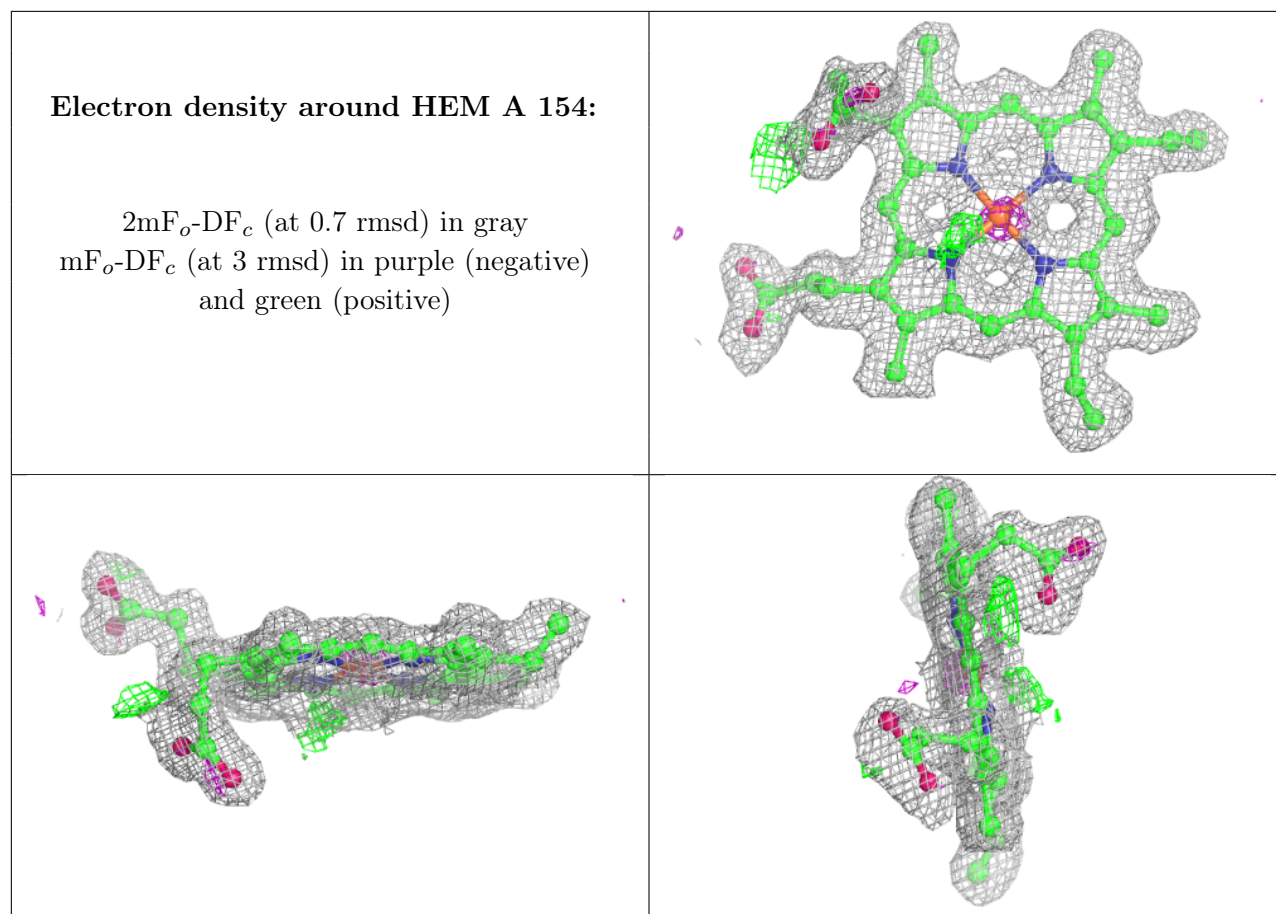 Electron density around HEM A 154:
2mFₒ-DF𝒸 (at 0.7 rmsd) in gray
mFₒ-DF𝒸 (at 3 rmsd) in purple (negative)
and green (positive)